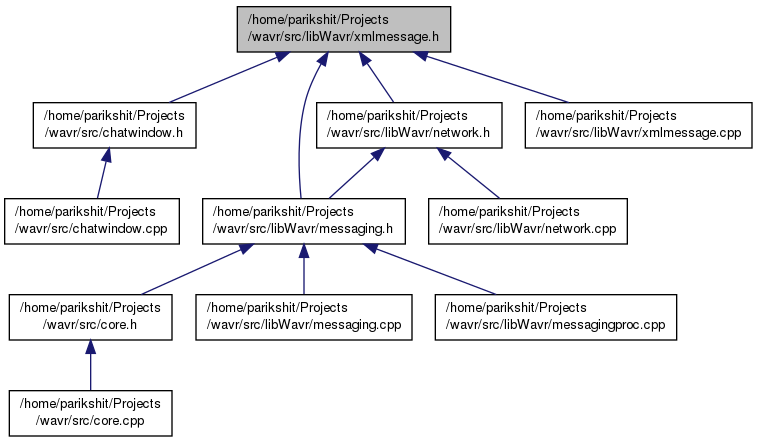 /home/parikshit/Projects
/wavr/src/libWavr/xmlmessage.h
/home/parikshit/Projects
/wavr/src/chatwindow.h
/home/parikshit/Projects
/wavr/src/libWavr/network.h
/home/parikshit/Projects
/wavr/src/libWavr/xmlmessage.cpp
/home/parikshit/Projects
/wavr/src/chatwindow.cpp
/home/parikshit/Projects
/wavr/src/libWavr/messaging.h
/home/parikshit/Projects
/wavr/src/libWavr/network.cpp
/home/parikshit/Projects
/wavr/src/core.h
/home/parikshit/Projects
/wavr/src/libWavr/messaging.cpp
/home/parikshit/Projects
/wavr/src/libWavr/messagingproc.cpp
/home/parikshit/Projects
/wavr/src/core.cpp